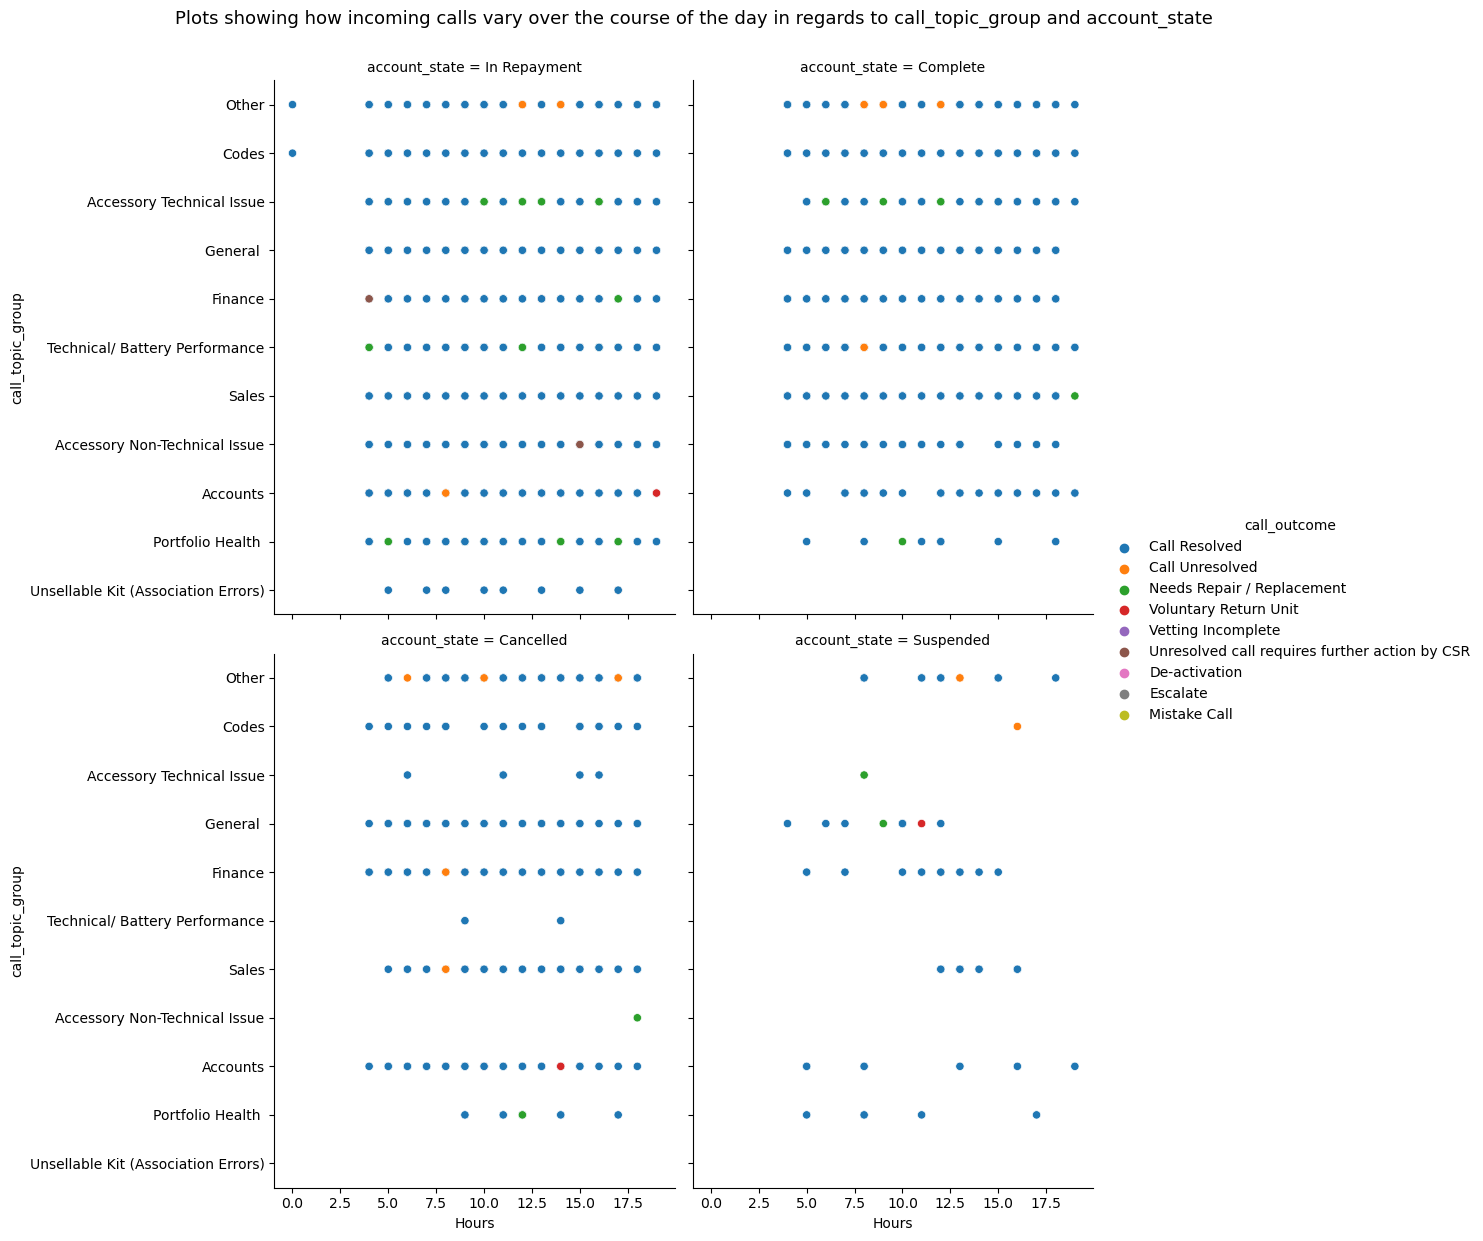 Plots showing how incoming calls vary over the course of the day in regards to call_topic_group and account_state
account_state = In Repayment
account_state = Complete
call_topic_group
Other
Codes
Accessory Technical Issue
General
Finance
Technical/ Battery Performance
Sales
Accessory Non-Technical Issue
Accounts
Portfolio Health
Unsellable Kit (Association Errors)
call_outcome
Call Resolved
Call Unresolved
Needs Repair / Replacement
Voluntary Return Unit
Vetting Incomplete
Unresolved call requires further action by CSR
De-activation
Escalate
Mistake Call
account_state = Cancelled
account_state = Suspended
call_topic_group
Other
Codes
Accessory Technical Issue
General
Finance
Technical/ Battery Performance
Sales
Accessory Non-Technical Issue
Accounts
Portfolio Health
Unsellable Kit (Association Errors)
0.0 2.5 5.0 7.5 10.0 12.5 15.0 17.5
Hours
0.0 2.5 5.0 7.5 10.0 12.5 15.0 17.5
Hours